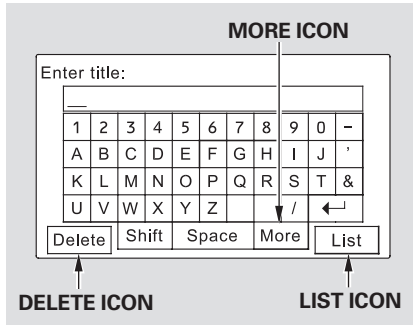 MORE ICON
Enter title:
1 2 3 4 5 6 7 8 9 0 -
A B C D E F G H I J '
K L M N O P Q R S T &
U V W X Y Z /
Delete Shift Space More List
DELETE ICON LIST ICON